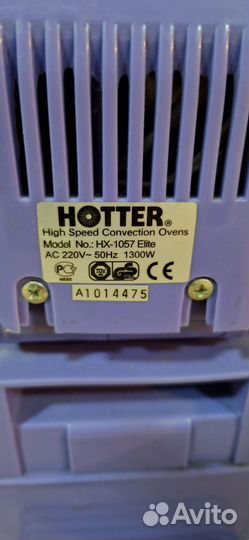 HOTTER®
High Speed Convection Ovens
Model No.: HX-1057 Elite
AC 220V~ 50Hz 1300W
CE
A1014475
Avito